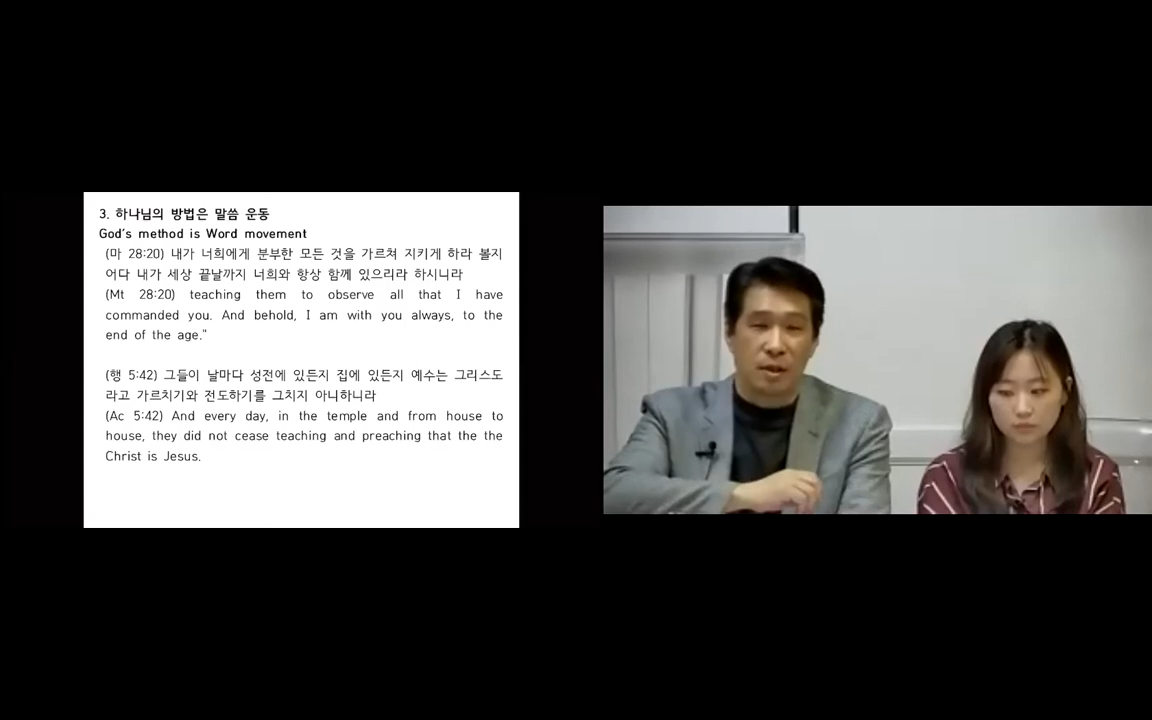 3. 하나님의 방법은 말씀 운동
God's method is Word movement
(마 28:20) 내가 너희에게 분부한 모든 것을 가르쳐 지키게 하라 볼지
어다 내가 세상 끝날까지 너희와 항상 함께 있으리라 하시니라
(Mt 28:20) teaching them to observe all that I have
commanded you. And behold, I am with you always, to the
end of the age."
(행 5:42) 그들이 날마다 성전에 있든지 집에 있든지 예수는 그리스도
라고 가르치기와 전도하기를 그치지 아니하니라
(Ac 5:42) And every day, in the temple and from house to
house, they did not cease teaching and preaching that the the
Christ is Jesus.